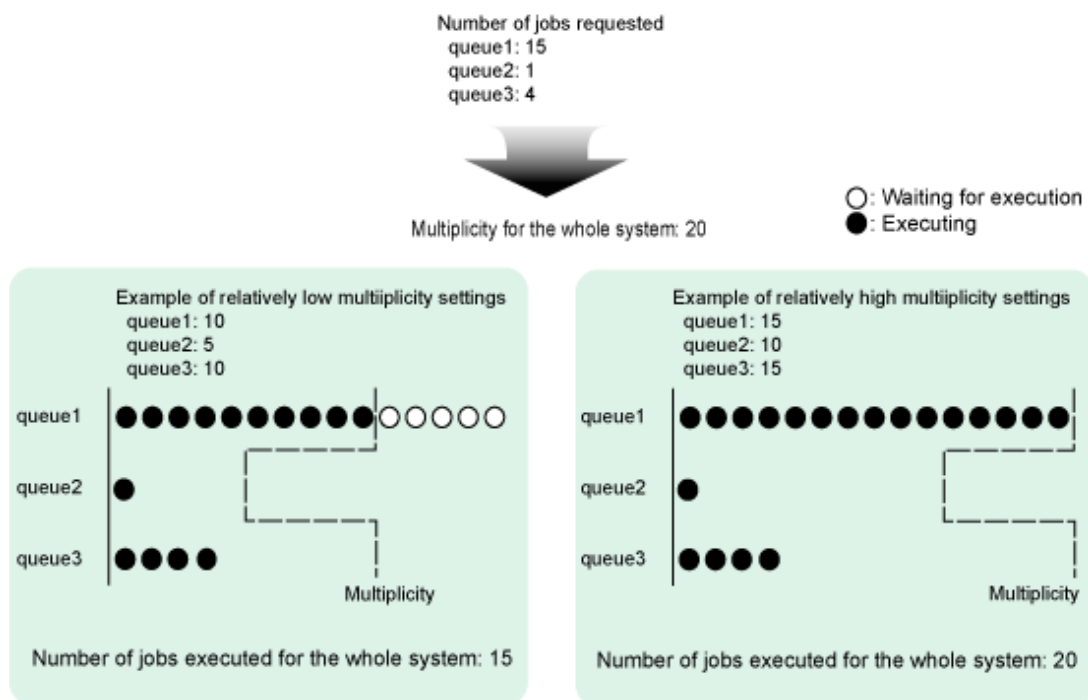 Number of jobs requested
queue1: 15
queue2: 1
queue3: 4
○: Waiting for execution
●: Executing
Multiplicity for the whole system: 20
Example of relatively low multiiplicity settings
queue1: 10
queue2: 5
queue3: 10
queue1
queue2
queue3
Multiplicity
Number of jobs executed for the whole system: 15
Example of relatively high multiiplicity settings
queue1: 15
queue2: 10
queue3: 15
queue1
queue2
queue3
Multiplicity
Number of jobs executed for the whole system: 20